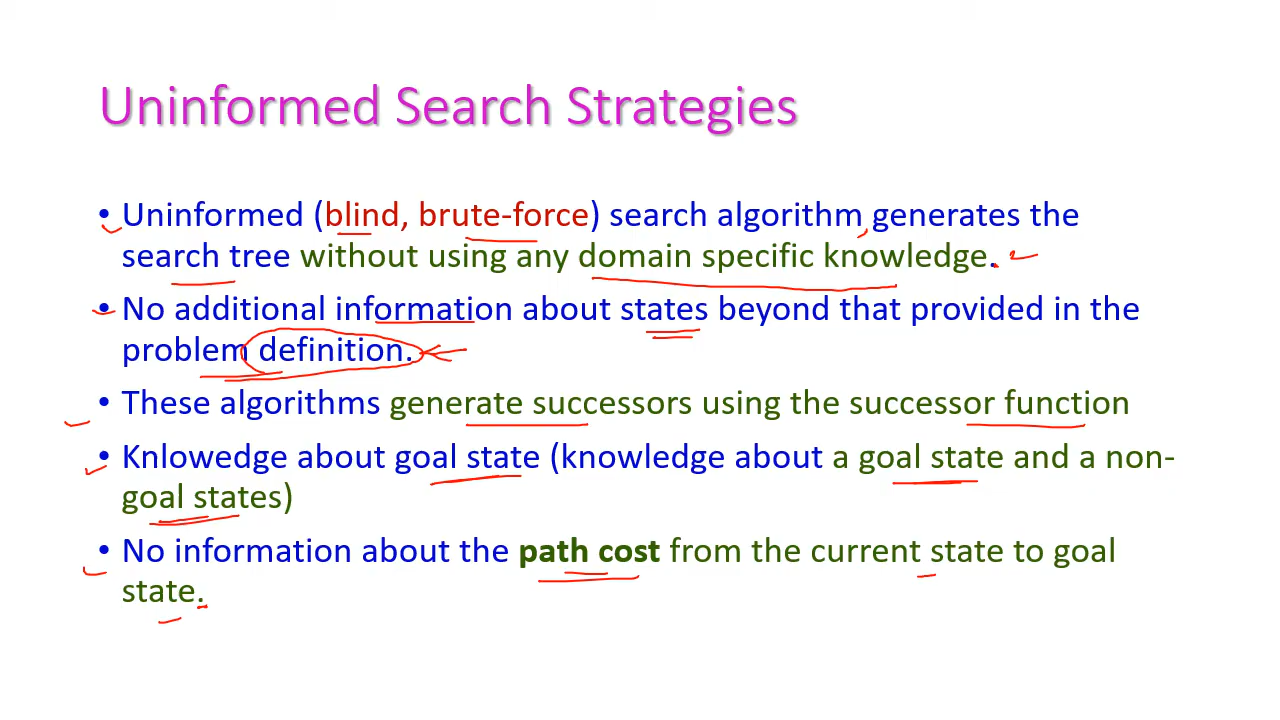 Uninformed Search Strategies
• Uninformed (blind, brute-force) search algorithm, generates the
search tree without using any domain specific knowledge.
• No additional information about states beyond that provided in the
problem definition.
• These algorithms generate successors using the successor function
• Knlowedge about goal state (knowledge about a goal state and a non-
goal states)
• No information about the path cost from the current state to goal
state.